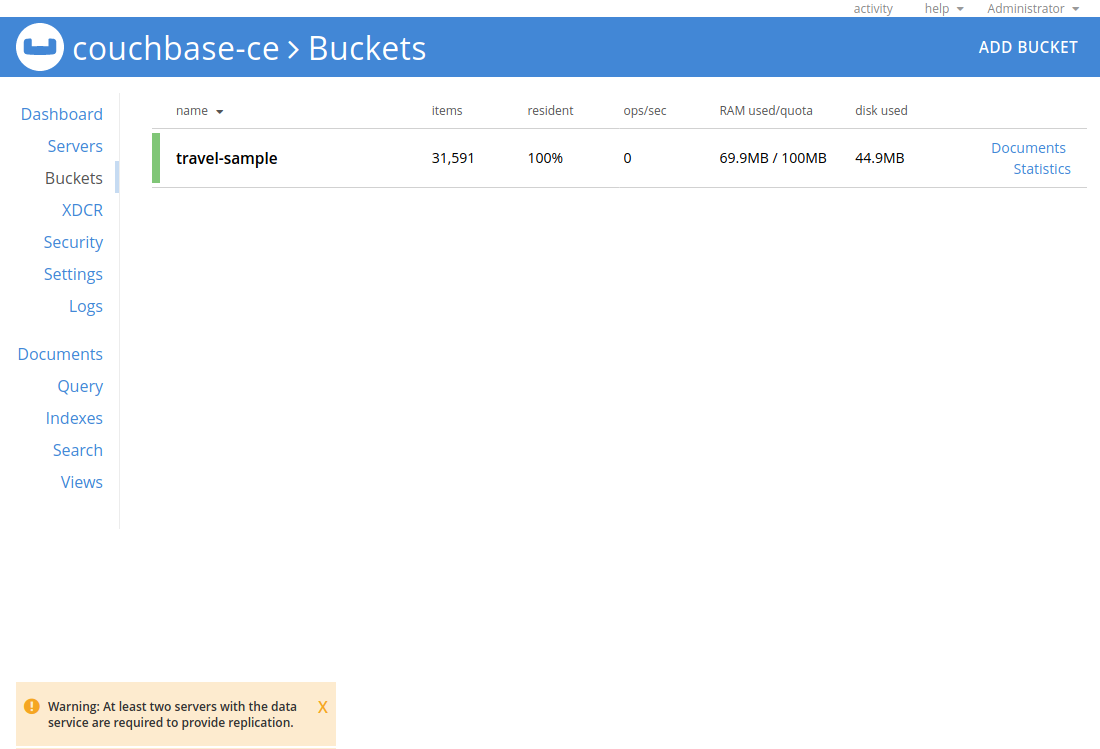 activity help Administrator
couchbase-ce > Buckets ADD BUCKET
Dashboard
Servers
Buckets
XDCR
Security
Settings
Logs
Documents
Query
Indexes
Search
Views
name items resident ops/sec RAM used/quota disk used
travel-sample 31,591 100% 0 69.9MB / 100MB 44.9MB
Documents
Statistics
! Warning: At least two servers with the data X
service are required to provide replication.